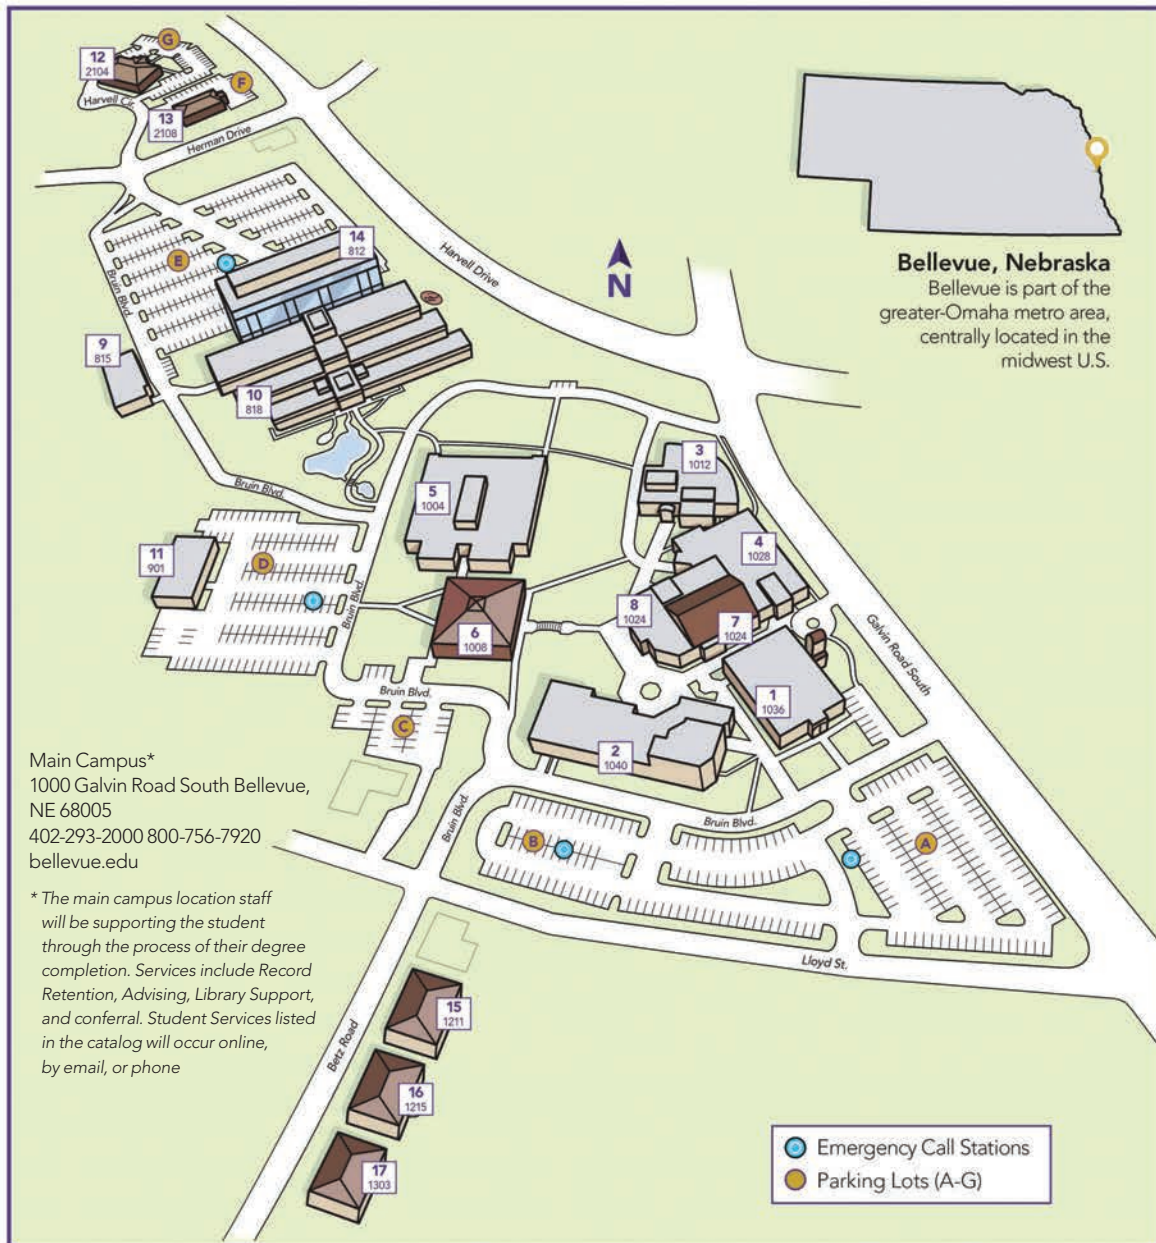 G
12
2104
F
Harvell Cir.
13
2108
Herman Drive
14
812
E
Harvell Drive
Bruin Blvd.
N
Bellevue, Nebraska
Bellevue is part of the
greater-Omaha metro area,
centrally located in the
midwest U.S.
9
815
10
818
3
1012
Bruin Blvd.
5
1004
4
1028
11
901
D
Bruin Blvd.
8
1024
7
1024
6
1008
Galvin Road South
Bruin Blvd.
1
1036
C
2
1040
Main Campus*
1000 Galvin Road South Bellevue,
NE 68005
402-293-2000 800-756-7920
bellevue.edu
Bruin Blvd.
Bruin Blvd.
B
A
* The main campus location staff
will be supporting the student
through the process of their degree
completion. Services include Record
Retention, Advising, Library Support,
and conferral. Student Services listed
in the catalog will occur online,
by email, or phone
Lloyd St.
15
1211
Betz Road
16
1215
17
1303
Emergency Call Stations
Parking Lots (A-G)